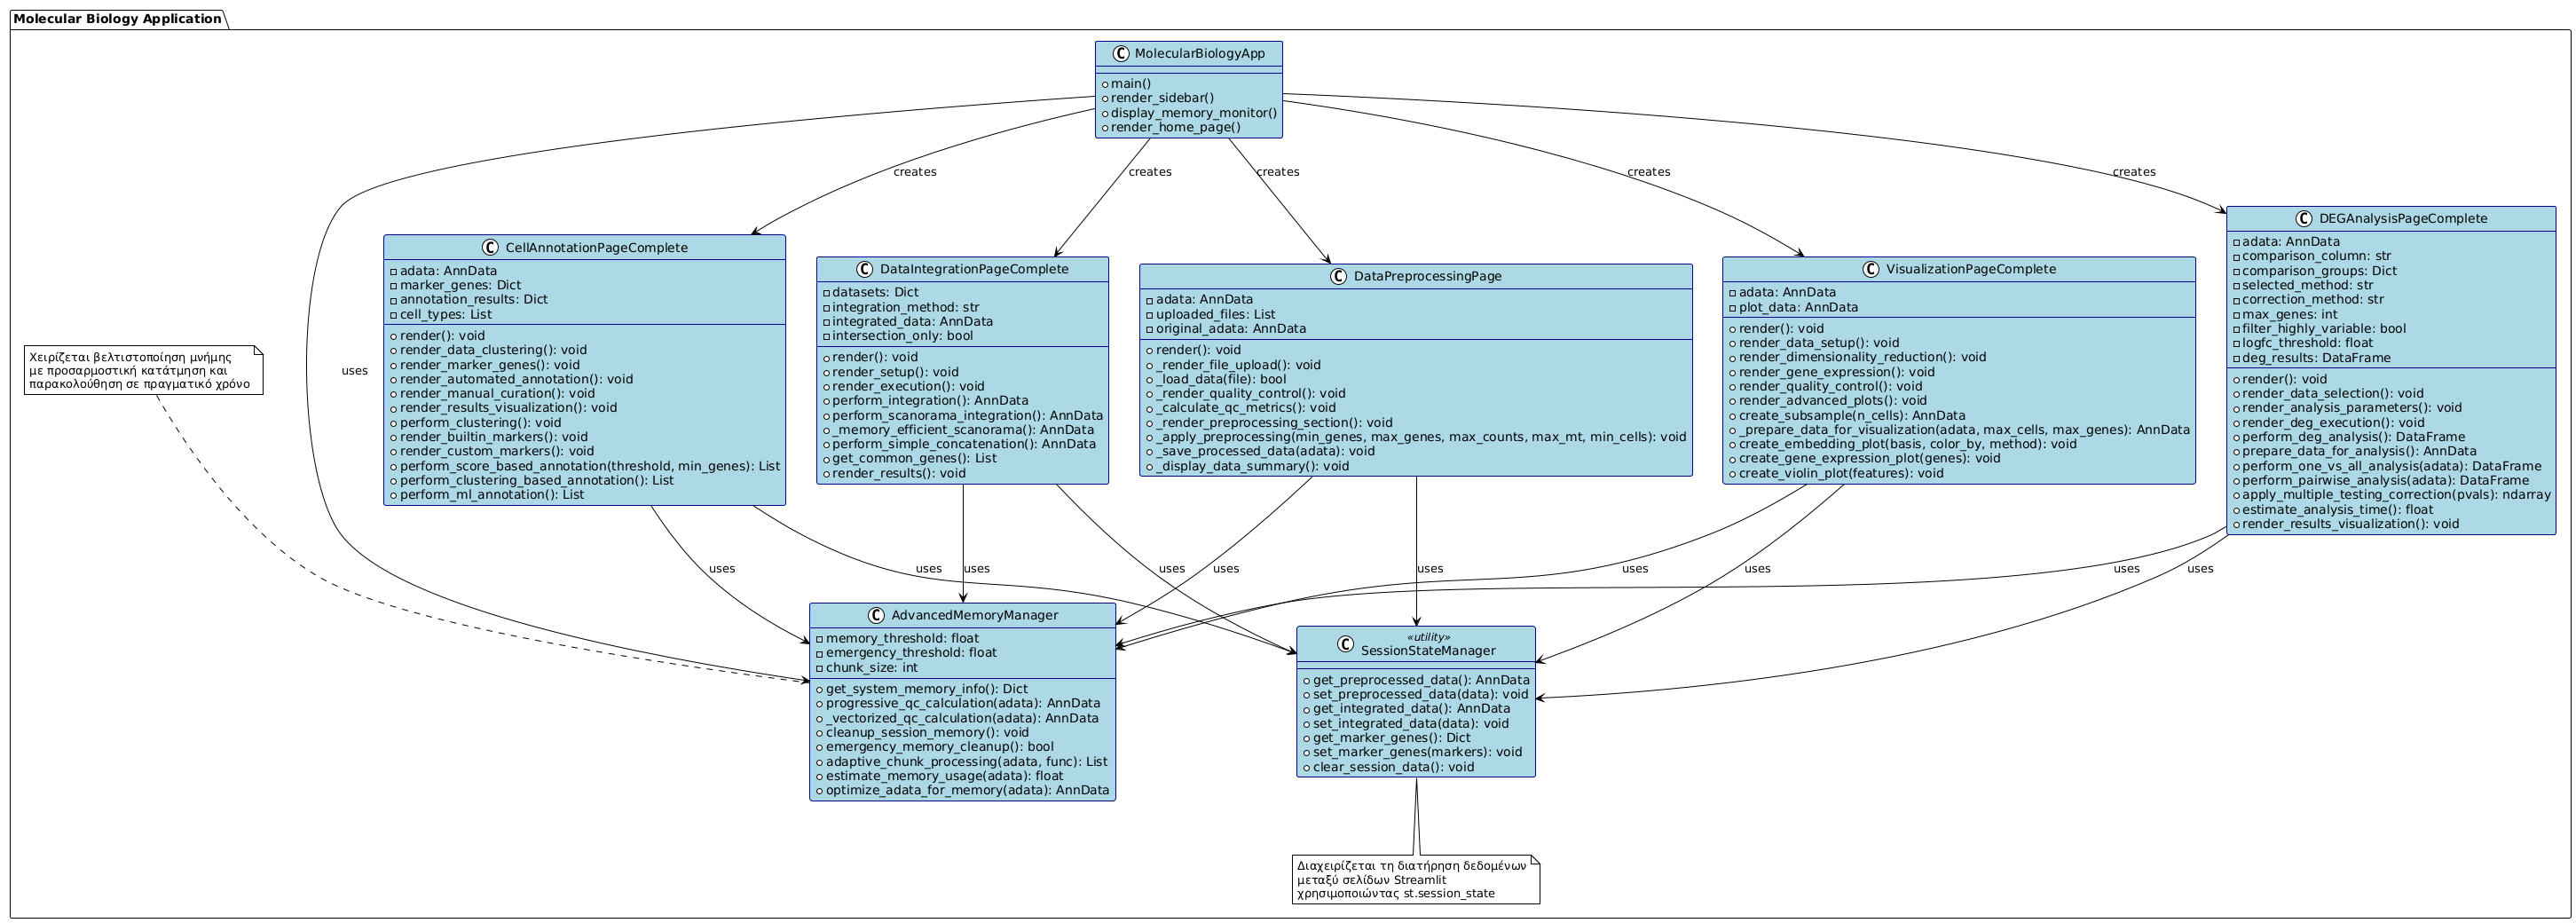 Molecular Biology Application
MolecularBiologyApp
main()
render_sidebar()
display_memory_monitor()
render_home_page()
creates
creates
creates
creates
creates
uses
CellAnnotationPageComplete
adata: AnnData
marker_genes: Dict
annotation_results: Dict
cell_types: List
render(): void
render_data_clustering(): void
render_marker_genes(): void
render_automated_annotation(): void
render_manual_curation(): void
render_results_visualization(): void
perform_clustering(): void
render_builtin_markers(): void
render_custom_markers(): void
perform_score_based_annotation(threshold, min_genes): List
perform_clustering_based_annotation(): List
perform_ml_annotation(): List
DataIntegrationPageComplete
datasets: Dict
integration_method: str
integrated_data: AnnData
intersection_only: bool
render(): void
render_setup(): void
render_execution(): void
perform_integration(): AnnData
perform_scanorama_integration(): AnnData
_memory_efficient_scanorama(): AnnData
perform_simple_concatenation(): AnnData
get_common_genes(): List
render_results(): void
DataPreprocessingPage
adata: AnnData
uploaded_files: List
original_adata: AnnData
render(): void
_render_file_upload(): void
_load_data(file): bool
_render_quality_control(): void
_calculate_qc_metrics(): void
_render_preprocessing_section(): void
_apply_preprocessing(min_genes, max_genes, max_counts, max_mt, min_cells): void
_save_processed_data(adata): void
_display_data_summary(): void
VisualizationPageComplete
adata: AnnData
plot_data: AnnData
render(): void
render_data_setup(): void
render_dimensionality_reduction(): void
render_gene_expression(): void
render_quality_control(): void
render_advanced_plots(): void
create_subsample(n_cells): AnnData
_prepare_data_for_visualization(adata, max_cells, max_genes): AnnData
create_embedding_plot(basis, color_by, method): void
create_gene_expression_plot(genes): void
create_violin_plot(features): void
DEGAnalysisPageComplete
adata: AnnData
comparison_column: str
comparison_groups: Dict
selected_method: str
correction_method: str
max_genes: int
filter_highly_variable: bool
logfc_threshold: float
deg_results: DataFrame
render(): void
render_data_selection(): void
render_analysis_parameters(): void
render_deg_execution(): void
perform_deg_analysis(): DataFrame
prepare_data_for_analysis(): AnnData
perform_one_vs_all_analysis(adata): DataFrame
perform_pairwise_analysis(adata): DataFrame
apply_multiple_testing_correction(pvals): ndarray
estimate_analysis_time(): float
render_results_visualization(): void
Χειρίζεται βελτιστοποίηση μνήμης
με προσαρμοστική κατάτμηση και
παρακολούθηση σε πραγματικό χρόνο
uses
uses
uses
uses
uses
uses
uses
uses
uses
uses
AdvancedMemoryManager
memory_threshold: float
emergency_threshold: float
chunk_size: int
get_system_memory_info(): Dict
progressive_qc_calculation(adata): AnnData
_vectorized_qc_calculation(adata): AnnData
cleanup_session_memory(): void
emergency_memory_cleanup(): bool
adaptive_chunk_processing(adata, func): List
estimate_memory_usage(adata): float
optimize_adata_for_memory(adata): AnnData
«utility»
SessionStateManager
get_preprocessed_data(): AnnData
set_preprocessed_data(data): void
get_integrated_data(): AnnData
set_integrated_data(data): void
get_marker_genes(): Dict
set_marker_genes(markers): void
clear_session_data(): void
Διαχειρίζεται τη διατήρηση δεδομένων
μεταξύ σελίδων Streamlit
χρησιμοποιώντας st.session_state